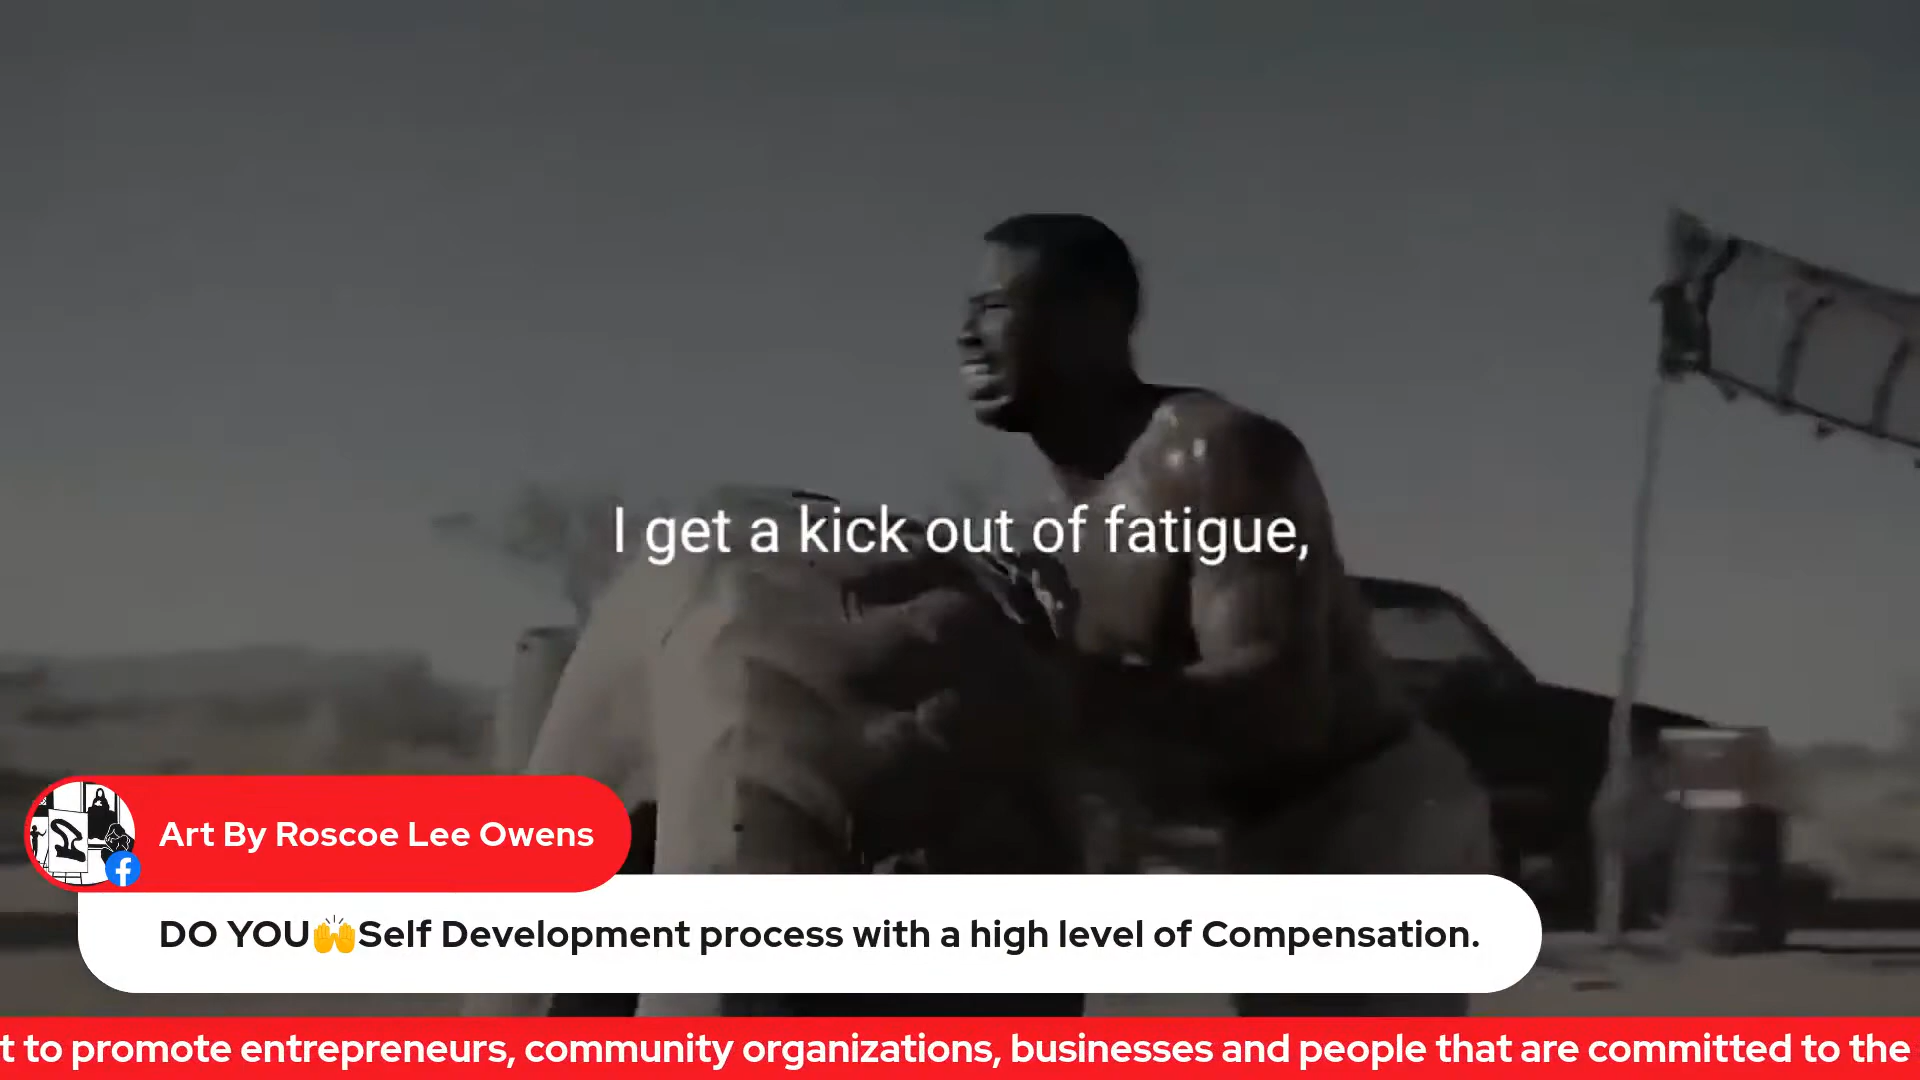 I get a kick out of fatigue,
Art By Roscoe Lee Owens
DO YOU🙌Self Development process with a high level of Compensation.
t to promote entrepreneurs, community organizations, businesses and people that are committed to the